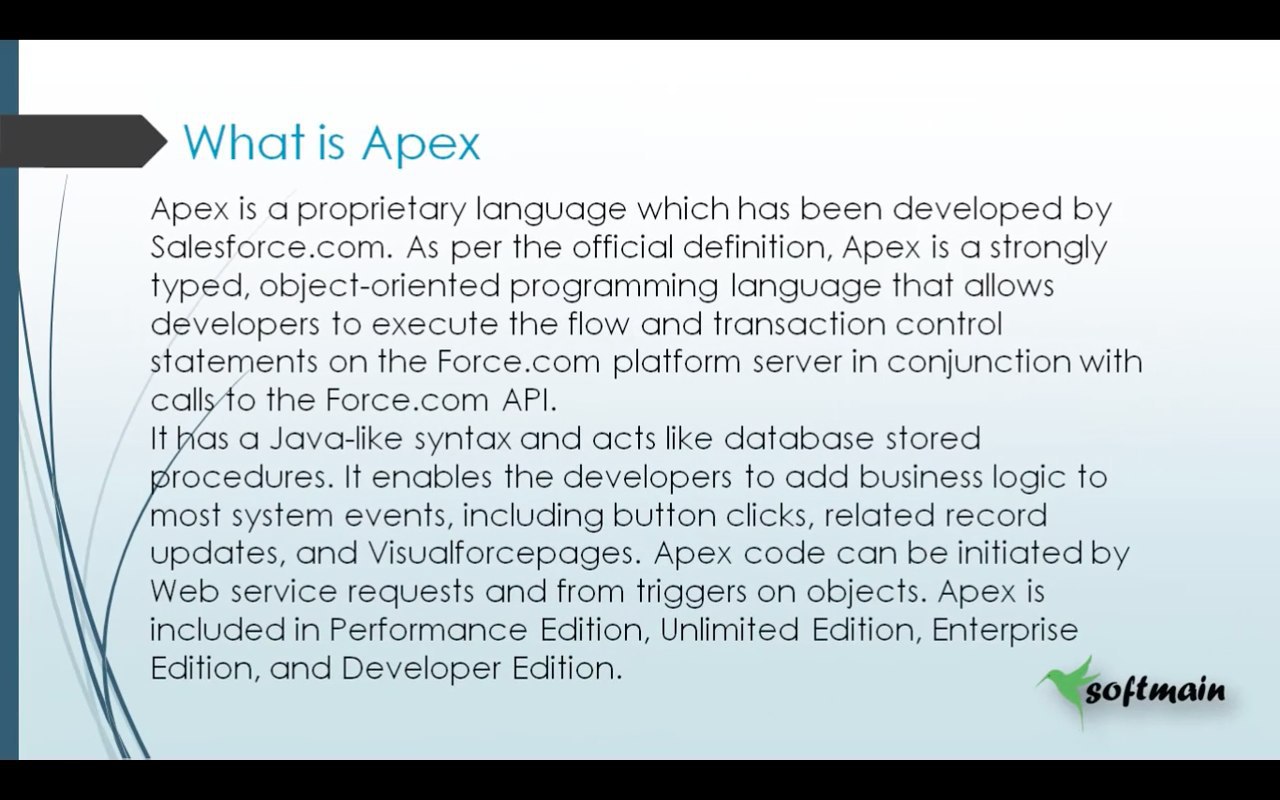 What is Apex
Apex is a proprietary language which has been developed by
Salesforce.com. As per the official definition, Apex is a strongly
typed, object-oriented programming language that allows
developers to execute the flow and transaction control
statements on the Force.com platform server in conjunction with
calls to the Force.com API.
It has a Java-like syntax and acts like database stored
procedures. It enables the developers to add business logic to
most system events, including button clicks, related record
updates, and Visualforcepages. Apex code can be initiated by
Web service requests and from triggers on objects. Apex is
included in Performance Edition, Unlimited Edition, Enterprise
Edition, and Developer Edition.
softmain